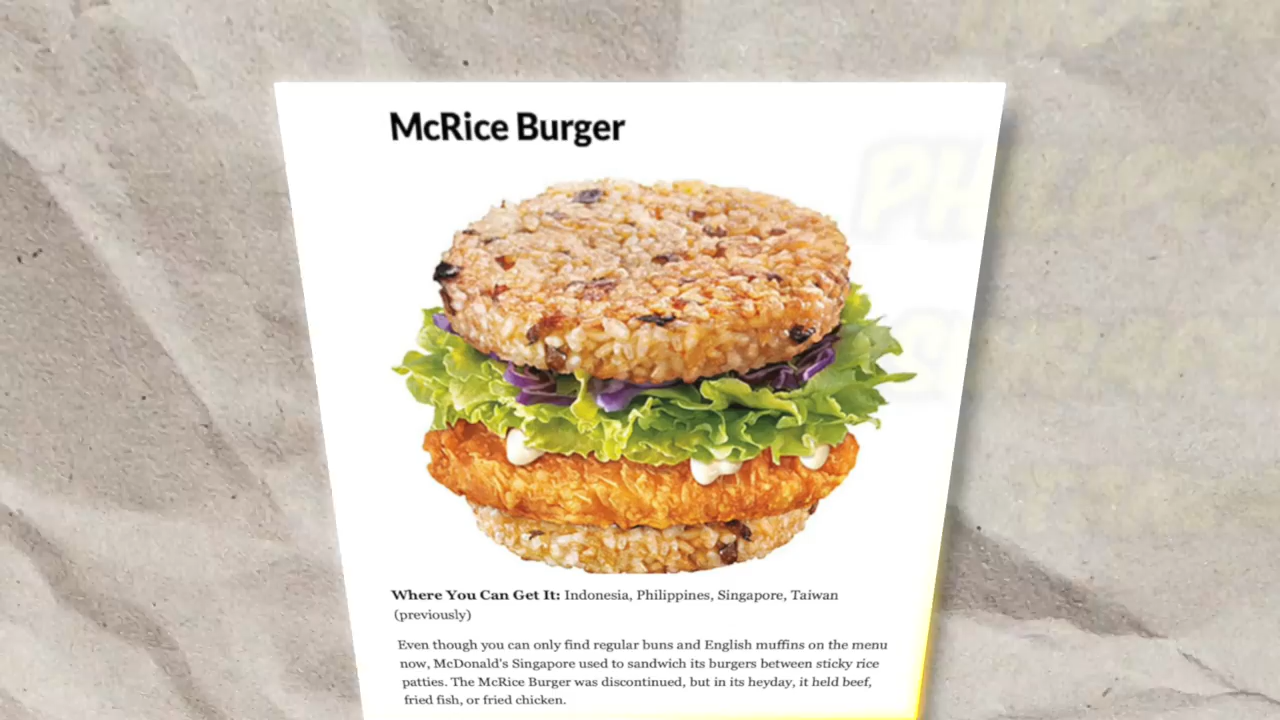 McRice Burger
Where You Can Get It: Indonesia, Philippines, Singapore, Taiwan
(previously)
Even though you can only find regular buns and English muffins on the menu
now, McDonald's Singapore used to sandwich its burgers between sticky rice
patties. The McRice Burger was discontinued, but in its heyday, it held beef,
fried fish, or fried chicken.